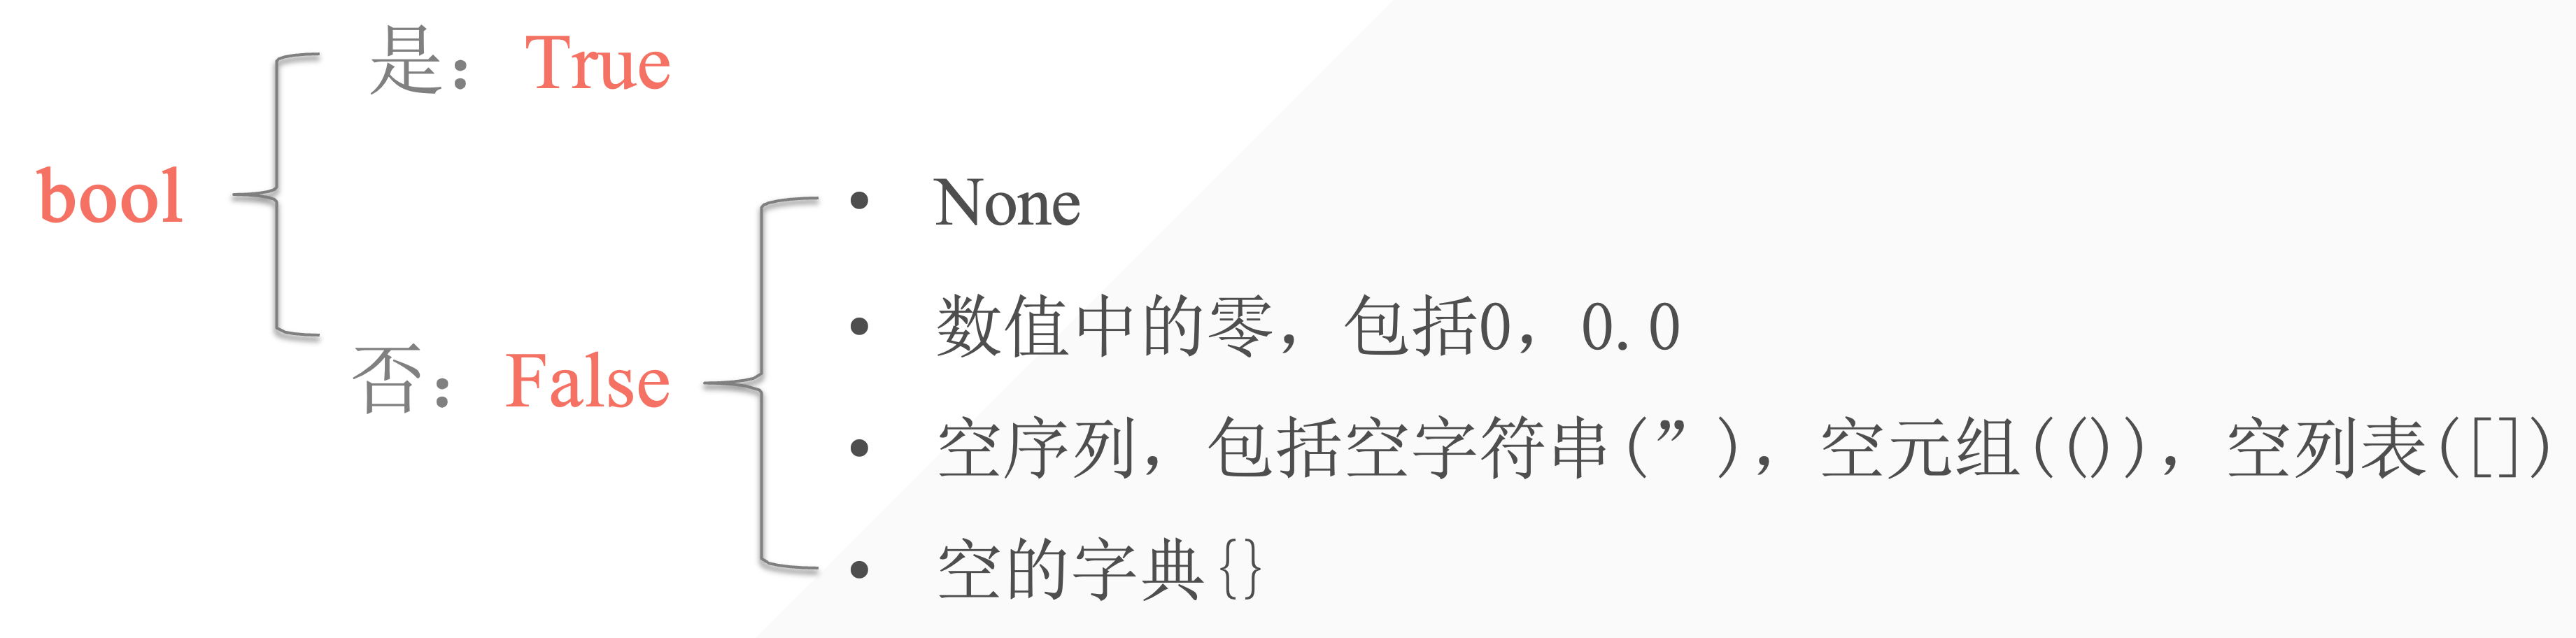 是：True
bool
None
数值中的零，包括0，0.0
否：False
空序列，包括空字符串(”)，空元组(())，空列表([])
空的字典{}